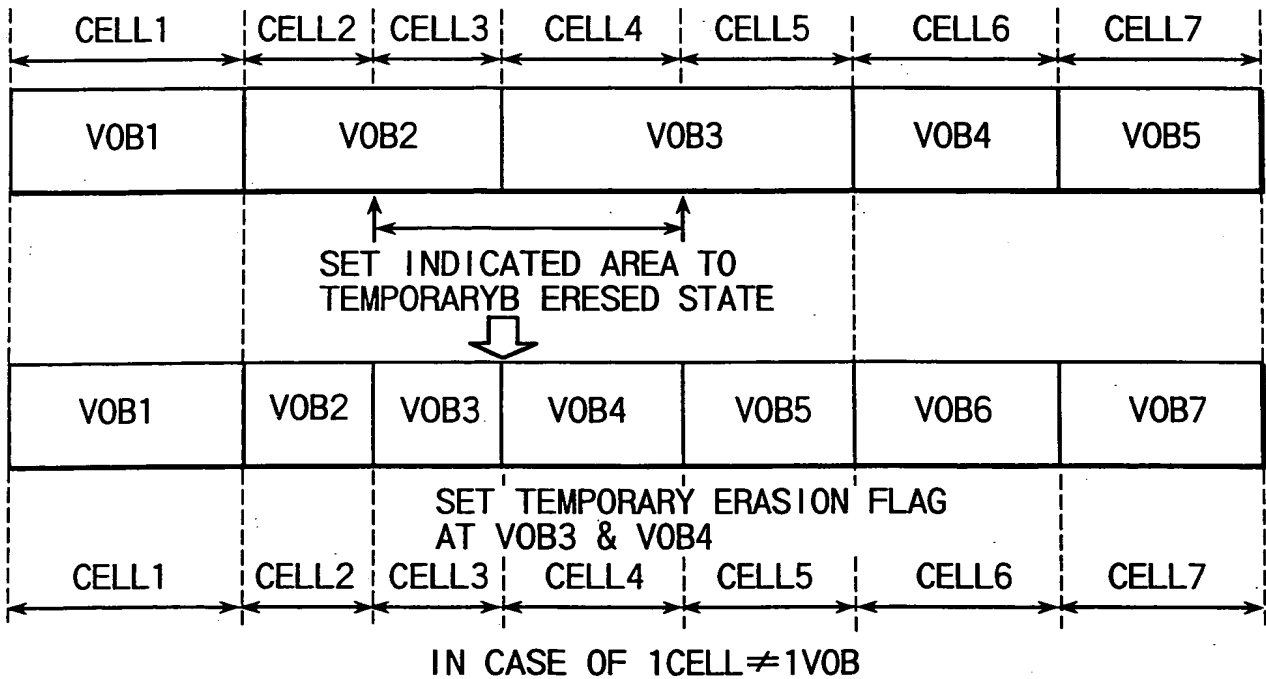 CELL1 CELL2 CELL3 CELL4 CELL5 CELL6 CELL7
VOB1 VOB2 VOB3 VOB4 VOB5
SET INDICATED AREA TO
TEMPORARYB ERESED STATE
VOB1 VOB2 VOB3 VOB4 VOB5 VOB6 VOB7
SET TEMPORARY ERASION FLAG
AT VOB3 & VOB4
CELL1 CELL2 CELL3 CELL4 CELL5 CELL6 CELL7
IN CASE OF 1CELL≠1VOB